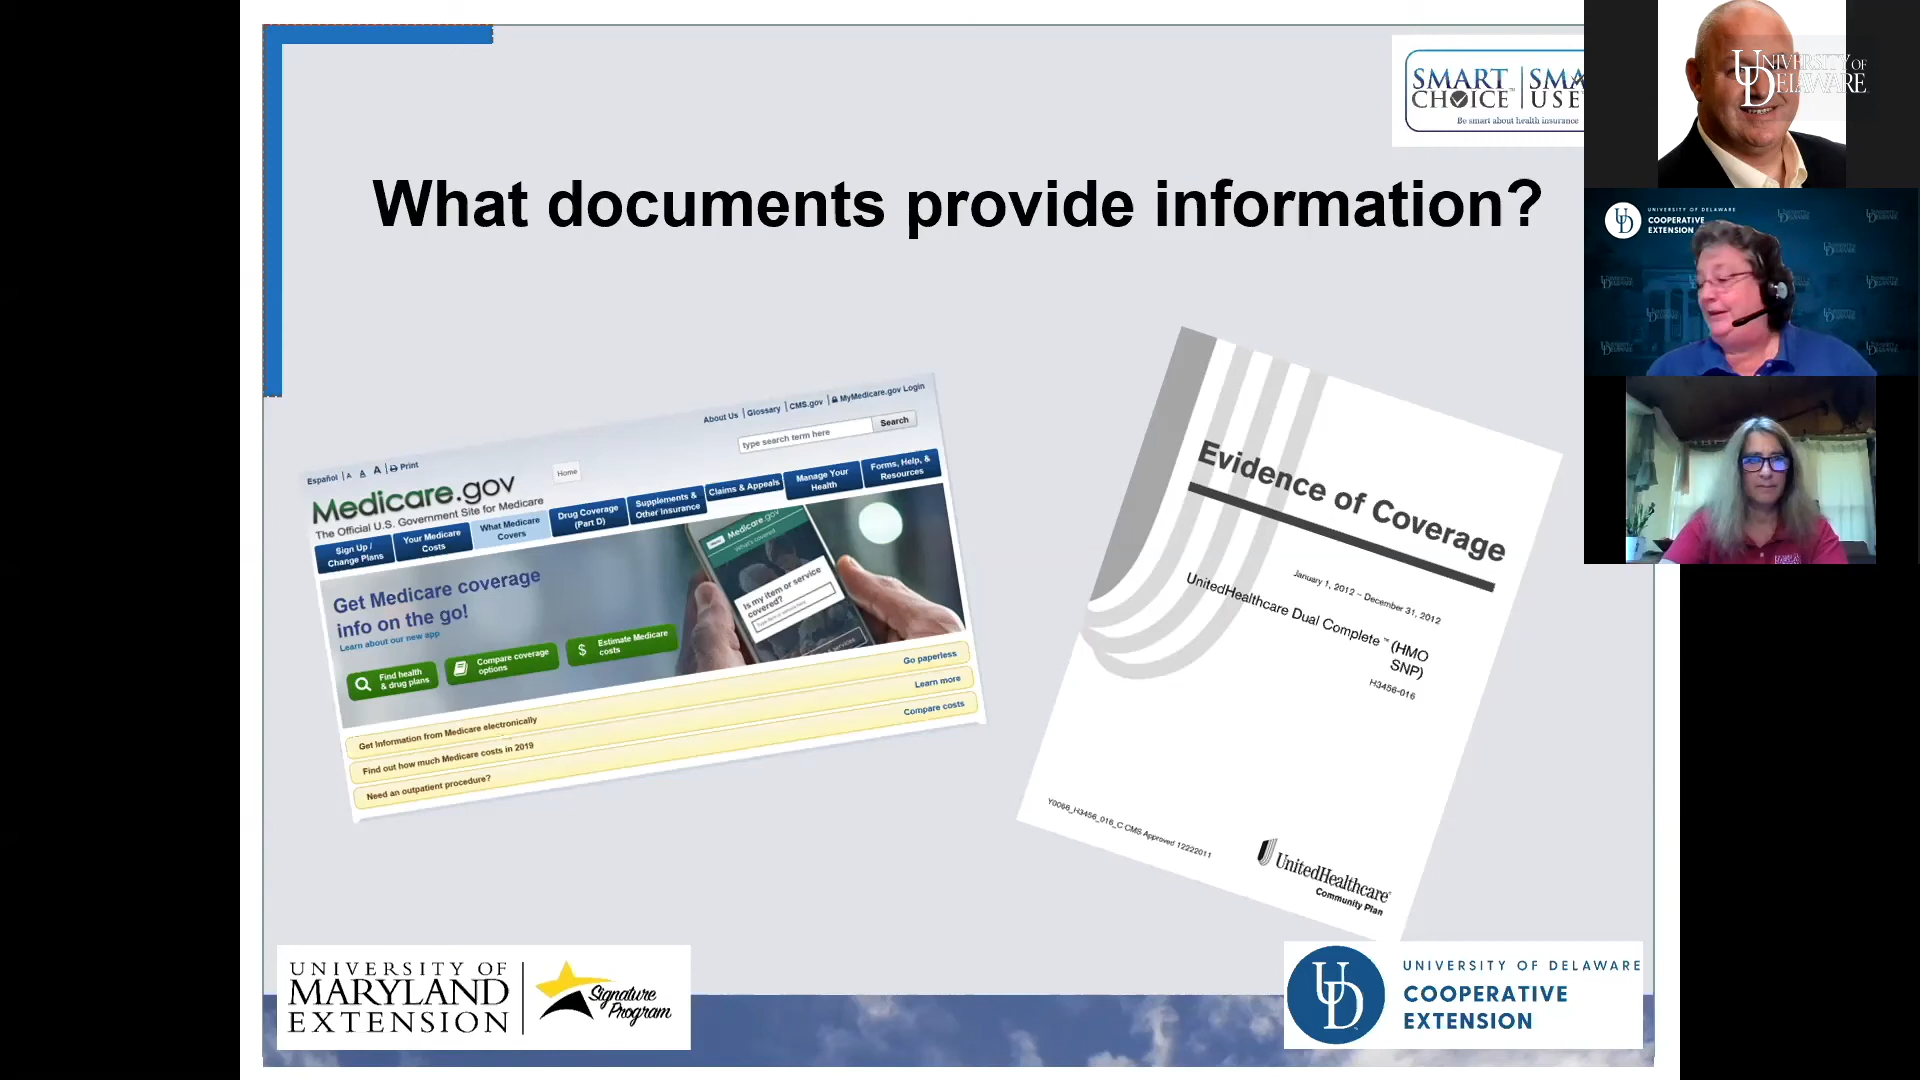 SMART | SMA
CHOICE™ | USE
Be smart about health insurance
What documents provide information?
About Us | Glossary | CMS.gov | MyMedicare.gov Login
type search term here
Search
Español | A A A | Print
Home
Medicare.gov
The Official U.S. Government Site for Medicare
Sign Up /
Change Plans
Your Medicare
Costs
What Medicare
Covers
Drug Coverage
(Part D)
Supplements &
Other Insurance
Claims & Appeals
Manage Your
Health
Forms, Help, &
Resources
Get Medicare coverage
info on the go!
Learn about our new app
Find health
& drug plans
Compare coverage
options
$ Estimate Medicare
costs
Medicare.gov
What's covered
Is my item or service
covered?
Get Information from Medicare electronically
Go paperless
Find out how much Medicare costs in 2019
Learn more
Need an outpatient procedure?
Compare costs
Evidence of Coverage
January 1, 2012 – December 31, 2012
UnitedHealthcare Dual Complete ™ (HMO
SNP)
H3456-016
Y0066_H3456_016_C CMS Approved 12222011
UnitedHealthcare®
Community Plan
UNIVERSITY OF
MARYLAND
EXTENSION
Signature
Program
UD
UNIVERSITY OF DELAWARE
COOPERATIVE
EXTENSION
UNIVERSITY OF
DELAWARE
UD
UNIVERSITY OF DELAWARE
COOPERATIVE
EXTENSION